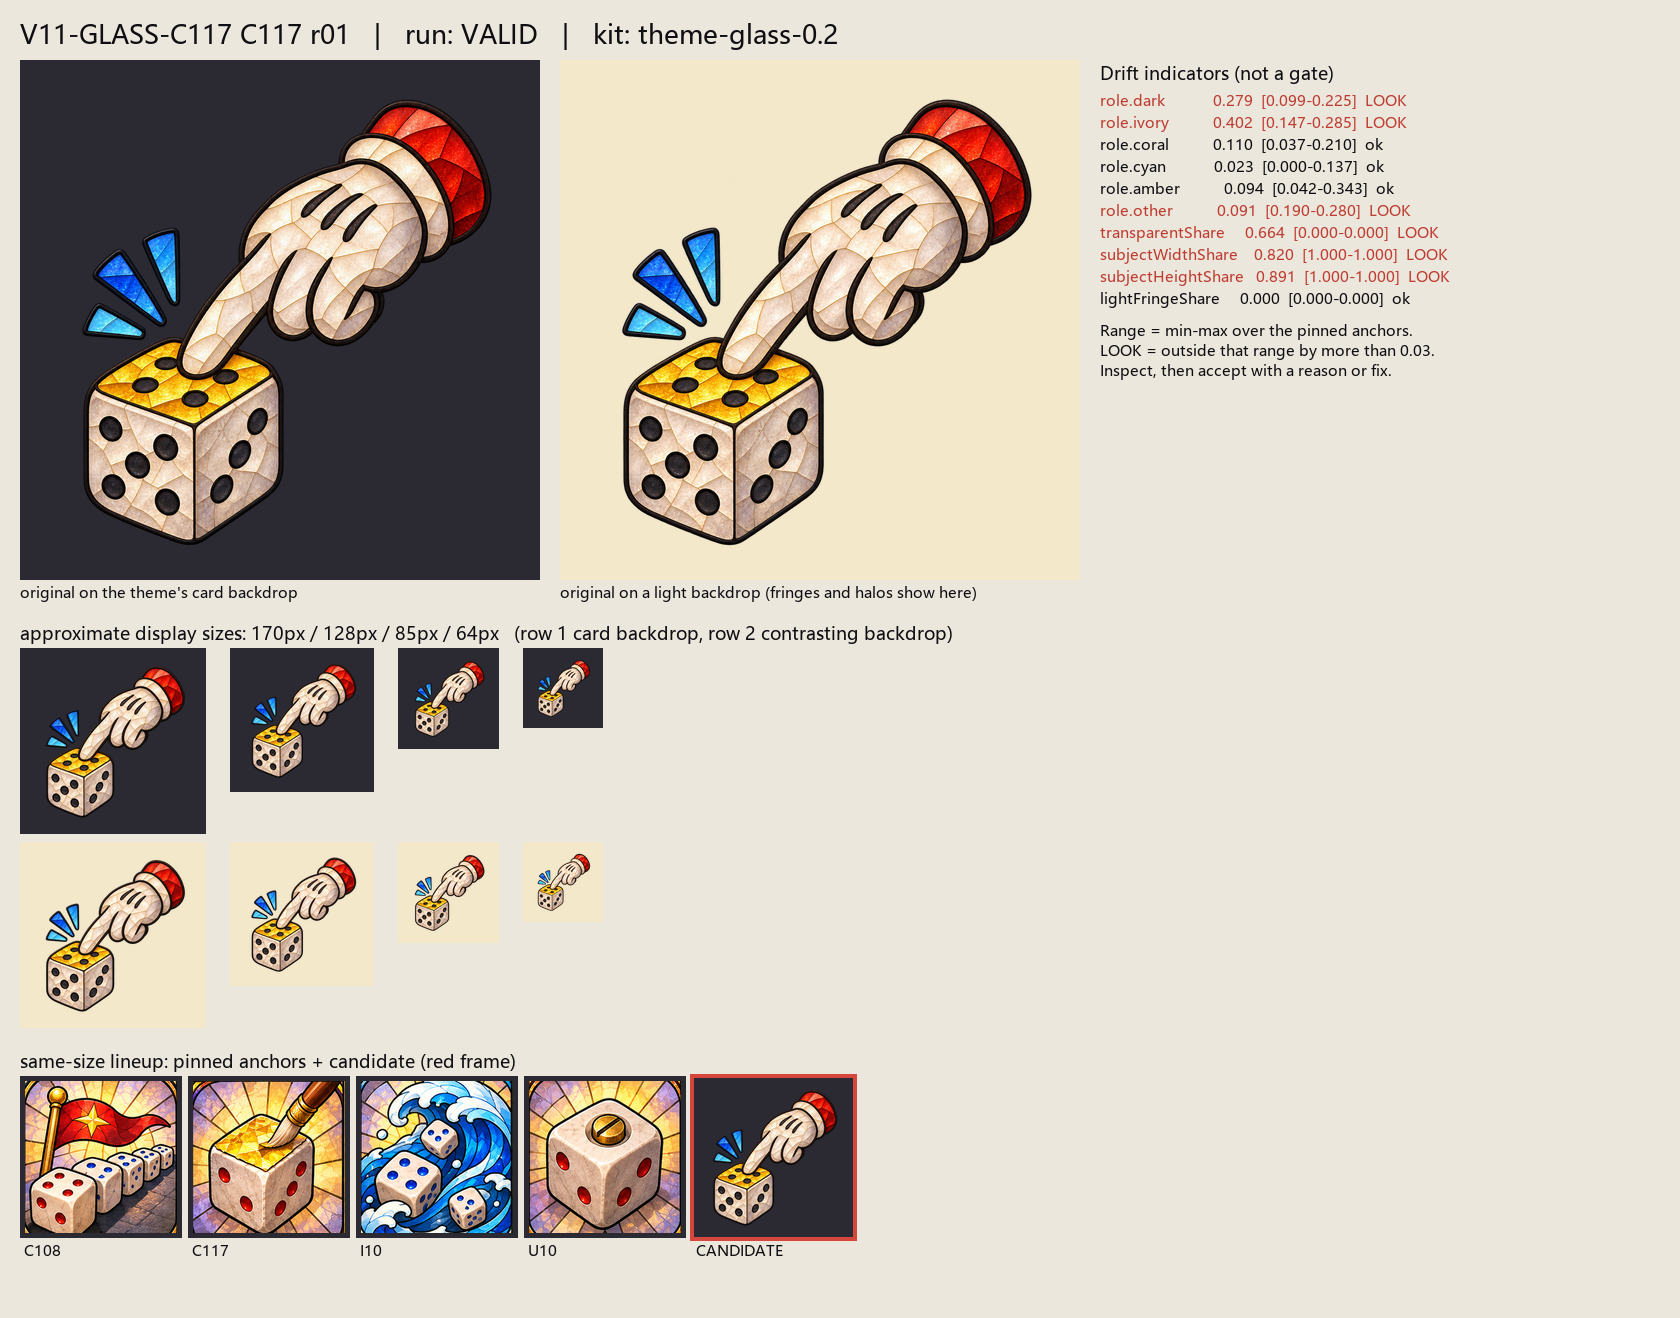 V11-GLASS-C117 C117 r01 | run: VALID | kit: theme-glass-0.2
Drift indicators (not a gate)
role.dark 0.279 [0.099-0.225] LOOK
role.ivory 0.402 [0.147-0.285] LOOK
role.coral 0.110 [0.037-0.210] ok
role.cyan 0.023 [0.000-0.137] ok
role.amber 0.094 [0.042-0.343] ok
role.other 0.091 [0.190-0.280] LOOK
transparentShare 0.664 [0.000-0.000] LOOK
subjectWidthShare 0.820 [1.000-1.000] LOOK
subjectHeightShare 0.891 [1.000-1.000] LOOK
lightFringeShare 0.000 [0.000-0.000] ok
Range = min-max over the pinned anchors.
LOOK = outside that range by more than 0.03.
Inspect, then accept with a reason or fix.
original on the theme's card backdrop
original on a light backdrop (fringes and halos show here)
approximate display sizes: 170px / 128px / 85px / 64px (row 1 card backdrop, row 2 contrasting backdrop)
same-size lineup: pinned anchors + candidate (red frame)
C108
C117
I10
U10
CANDIDATE